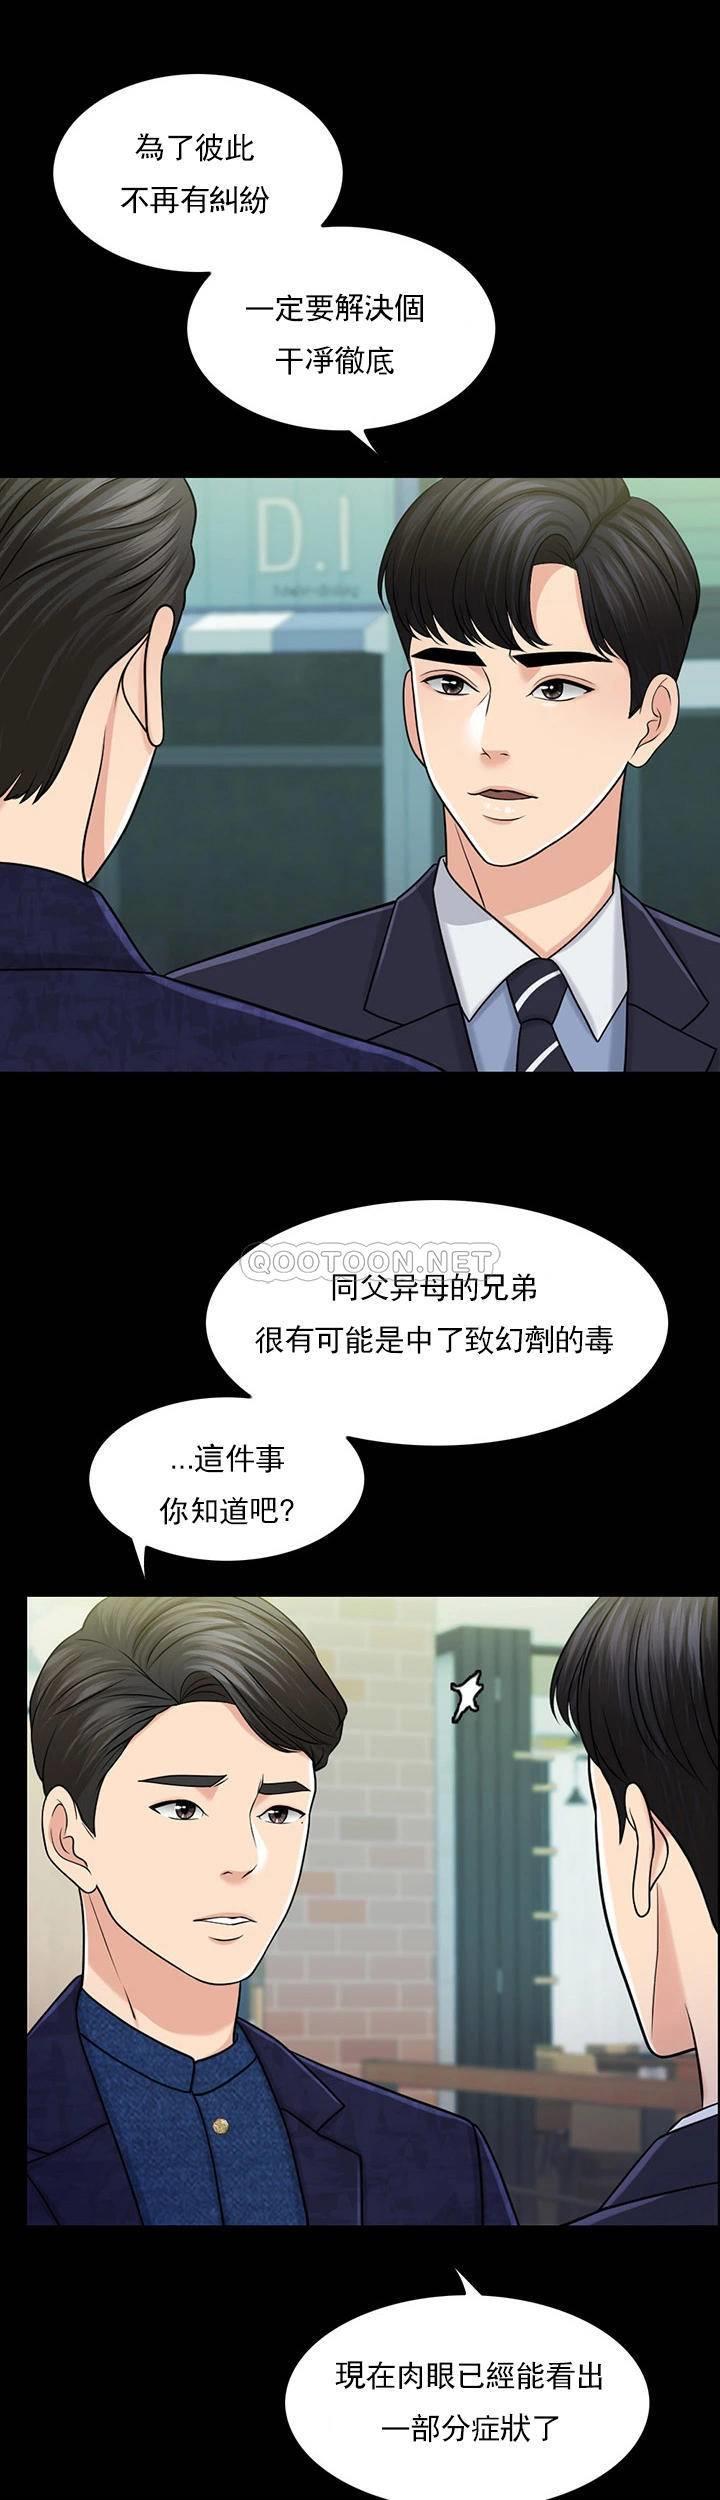 為了彼此
不再有糾紛
一定要解決個
干淨徹底
D.I
QOOTOON.NET
同父异母的兄弟
很有可能是中了致幻劑的毒
...這件事
你知道吧?
現在肉眼已經能看出
一部分症狀了